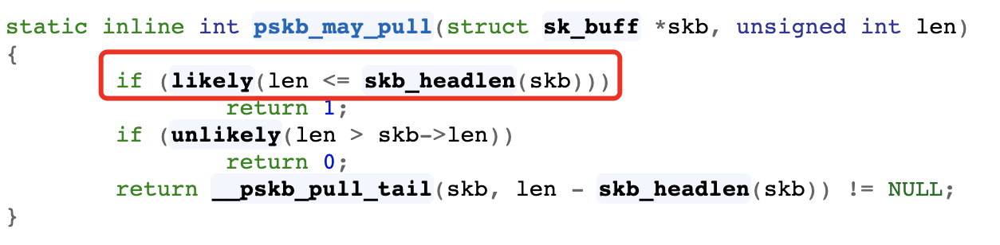 static inline int pskb_may_pull(struct sk_buff *skb, unsigned int len)
{
        if (likely(len <= skb_headlen(skb)))
                return 1;
        if (unlikely(len > skb->len))
                return 0;
        return __pskb_pull_tail(skb, len - skb_headlen(skb)) != NULL;
}